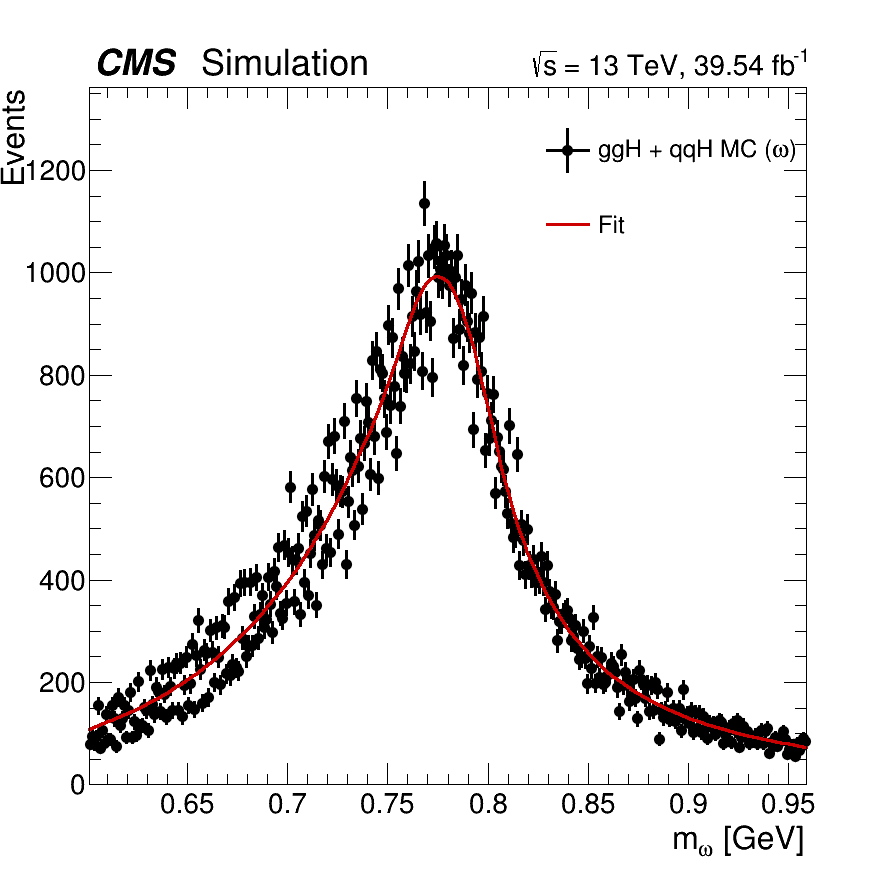 CMS Simulation √s = 13 TeV, 39.54 fb⁻¹
Events
ggH + qqH MC (ω)
Fit
1200
1000
800
600
400
200
0
0.65 0.7 0.75 0.8 0.85 0.9 0.95
m_ω [GeV]